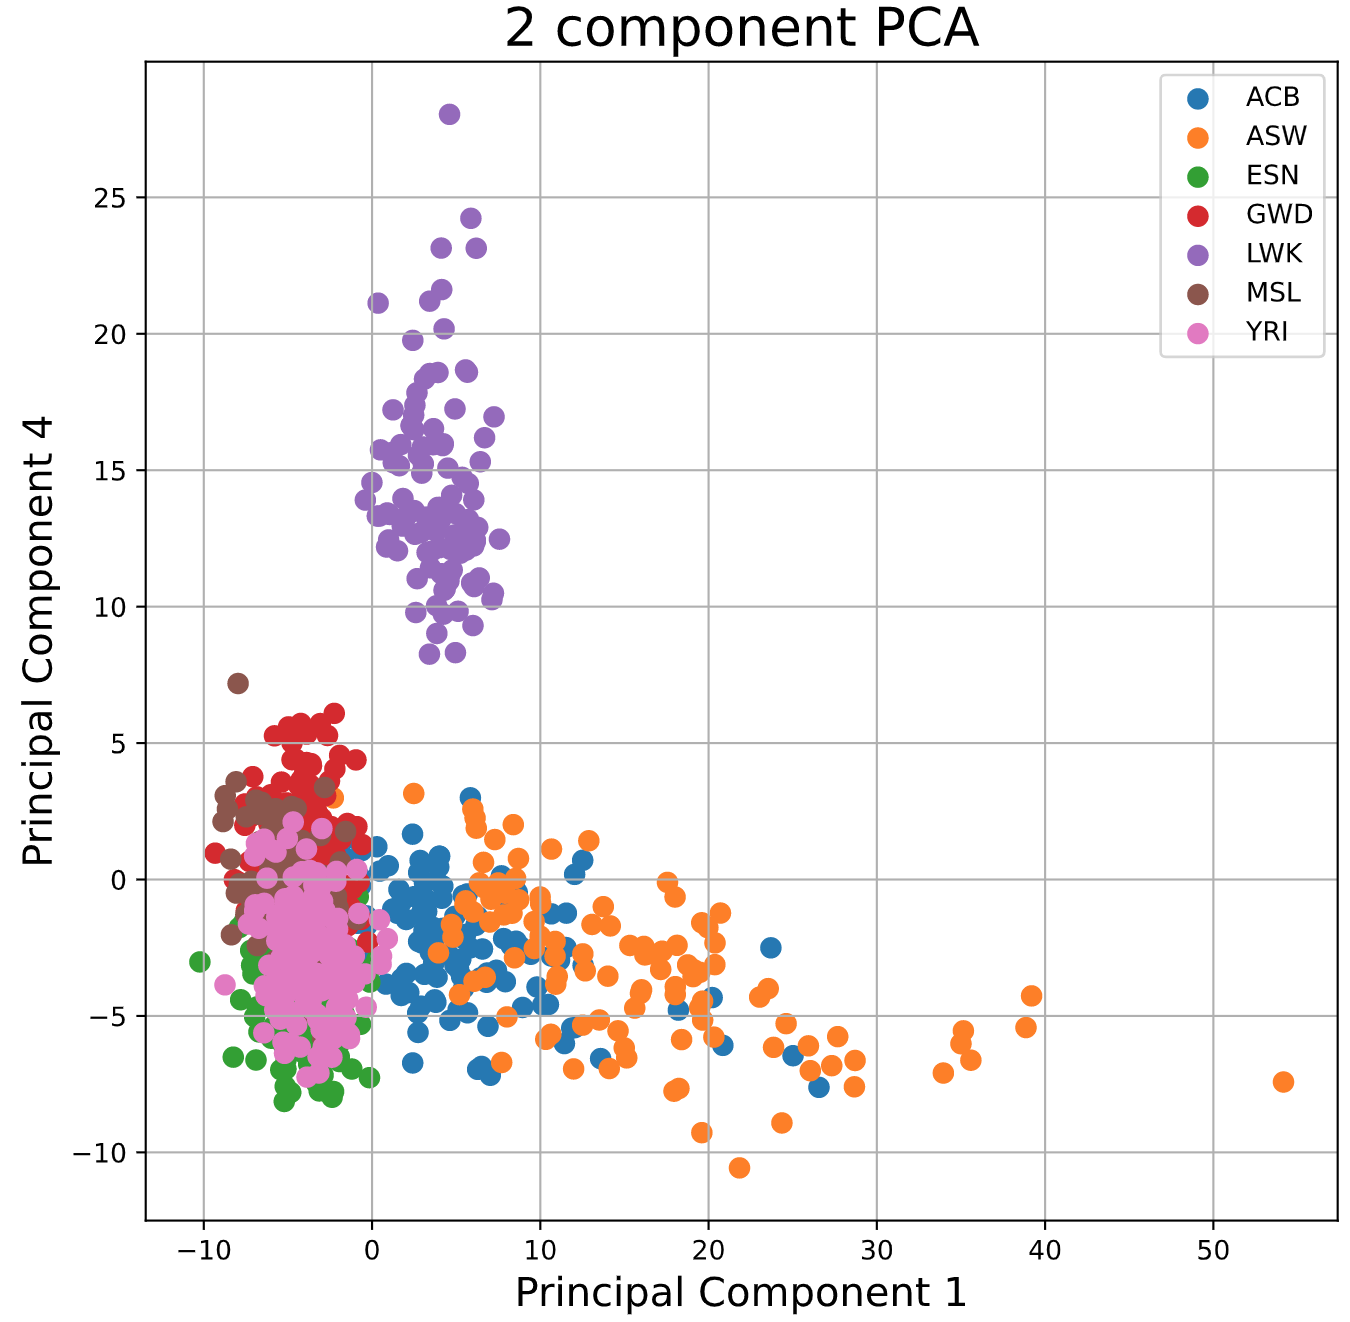 2 component PCA
ACB
ASW
ESN
GWD
LWK
MSL
YRI
Principal Component 4
25
20
15
10
5
0
−5
−10
−10 0 10 20 30 40 50
Principal Component 1